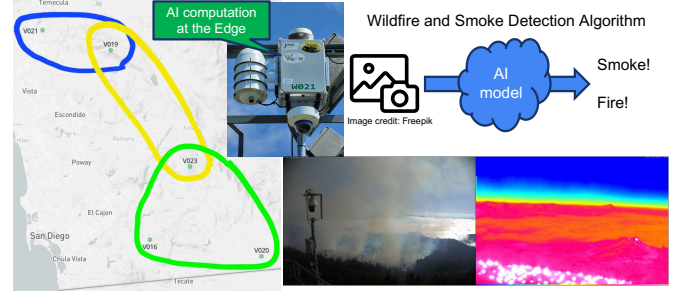 Temecula
V021
V019
Vista
Escondido
Ramona
Poway
V023
El Cajon
San Diego
V016
V020
Chula Vista
Tecate
AI computation
at the Edge
W021
Wildfire and Smoke Detection Algorithm
AI
model
Smoke!
Fire!
Image credit: Freepik